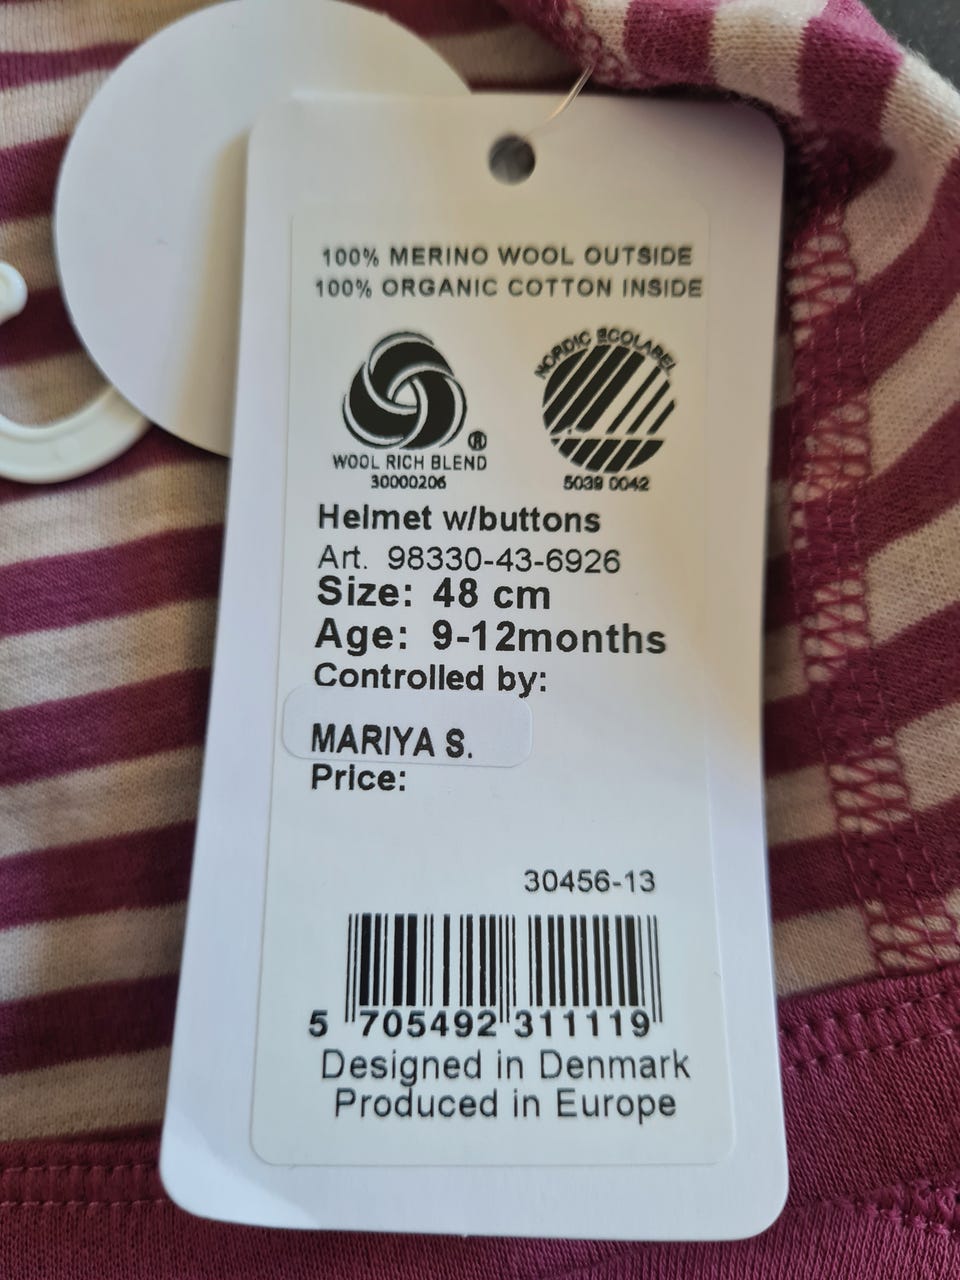 100% MERINO WOOL OUTSIDE
100% ORGANIC COTTON INSIDE
NORDIC ECOLABEL
®
WOOL RICH BLEND
30000206
5039 0042
Helmet w/buttons
Art. 98330-43-6926
Size: 48 cm
Age: 9-12months
Controlled by:
MARIYA S.
Price:
30456-13
5 705492 311119
Designed in Denmark
Produced in Europe